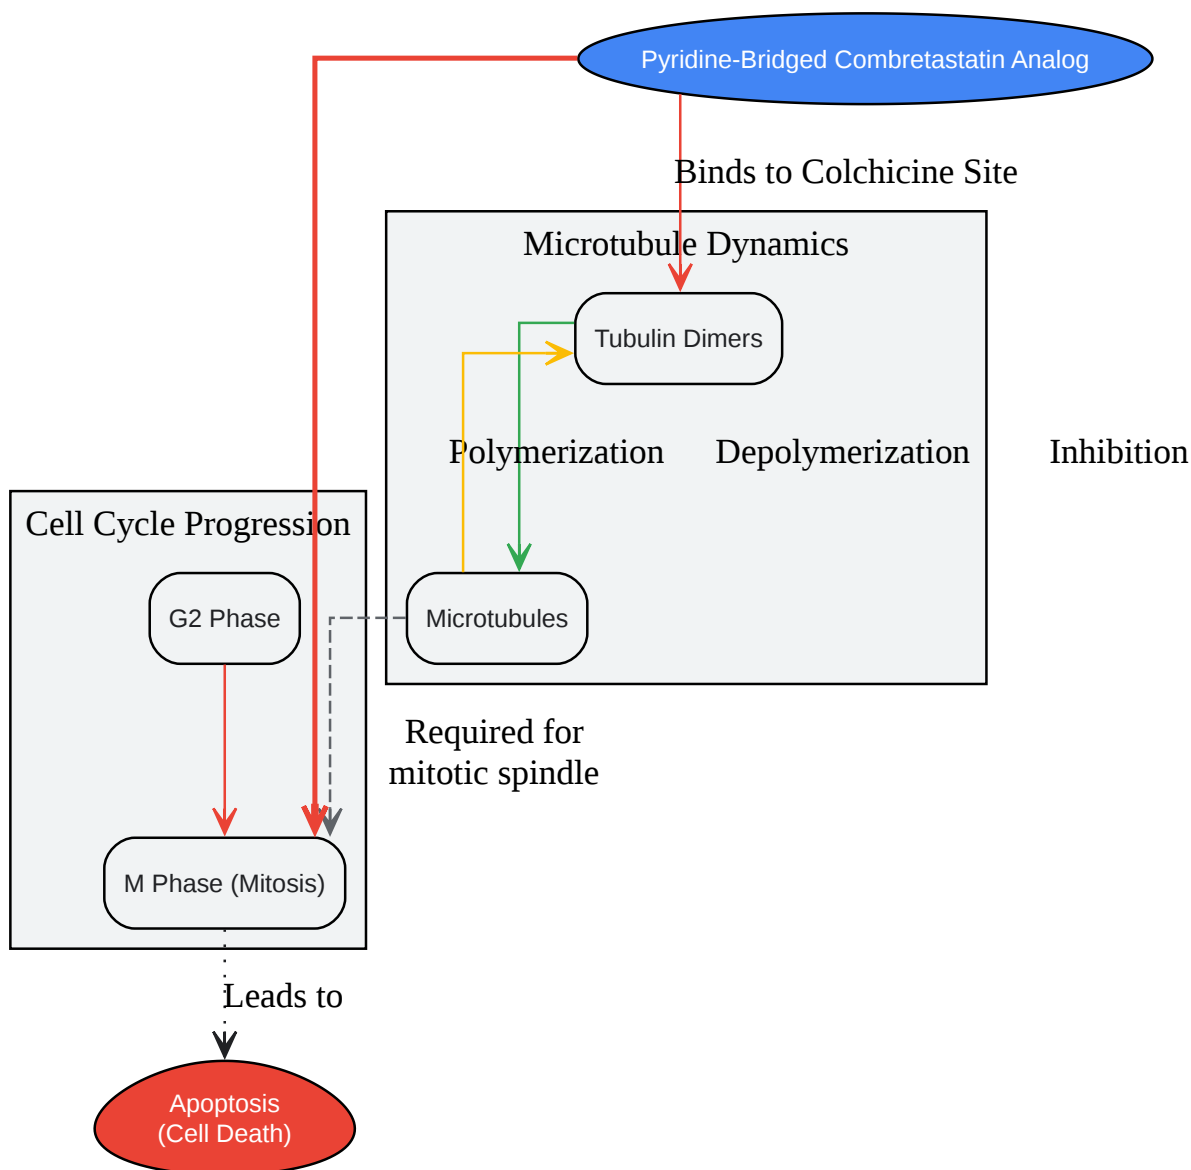 Pyridine-Bridged Combretastatin Analog
Binds to Colchicine Site
Microtubule Dynamics
Tubulin Dimers
Polymerization
Depolymerization
Inhibition
Cell Cycle Progression
G2 Phase
Microtubules
Required for
mitotic spindle
M Phase (Mitosis)
Leads to
Apoptosis
(Cell Death)